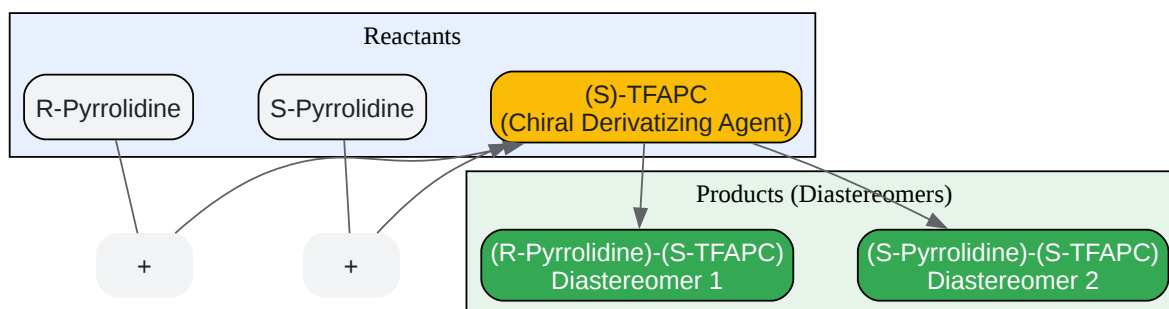 Reactants
R-Pyrrolidine
S-Pyrrolidine
(S)-TFAPC
(Chiral Derivatizing Agent)
Products (Diastereomers)
+
+
(R-Pyrrolidine)-(S-TFAPC)
Diastereomer 1
(S-Pyrrolidine)-(S-TFAPC)
Diastereomer 2